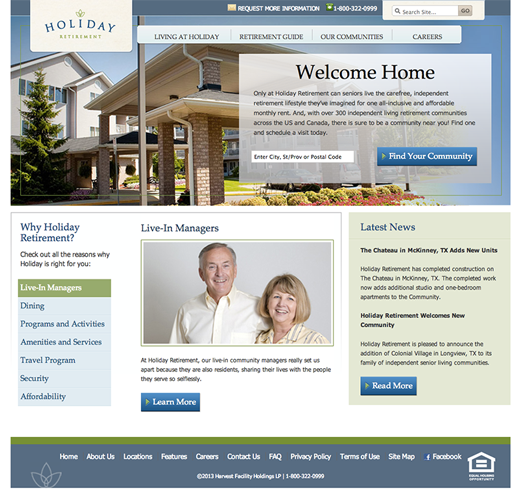 HOLIDAY
RETIREMENT
REQUEST MORE INFORMATION
1-800-322-0999
Search Site...
GO
LIVING AT HOLIDAY
RETIREMENT GUIDE
OUR COMMUNITIES
CAREERS
Welcome Home
Only at Holiday Retirement can seniors live the carefree, independent
retirement lifestyle they've imagined for one all-inclusive and affordable
monthly rent. And, with over 300 independent living retirement communities
across the US and Canada, there is sure to be a community near you! Find one
and schedule a visit today.
Enter City, St/Prov or Postal Code
Find Your Community
Why Holiday
Retirement?
Check out all the reasons why
Holiday is right for you:
Live-In Managers
Dining
Programs and Activities
Amenities and Services
Travel Program
Security
Affordability
Live-In Managers
At Holiday Retirement, our live-in community managers really set us
apart because they are also residents, sharing their lives with the people
they serve so selflessly.
Learn More
Latest News
The Chateau in McKinney, TX Adds New Units
Holiday Retirement has completed construction on
The Chateau in McKinney, TX. The completed work
now adds additional studio and one-bedroom
apartments to the Community.
Holiday Retirement Welcomes New
Community
Holiday Retirement is pleased to announce the
addition of Colonial Village in Longview, TX to its
family of independent senior living communities.
Read More
Home
About Us
Locations
Features
Careers
Contact Us
FAQ
Privacy Policy
Terms of Use
Site Map
Facebook
©2013 Harvest Facility Holdings LP | 1-800-322-0999
EQUAL HOUSING
OPPORTUNITY